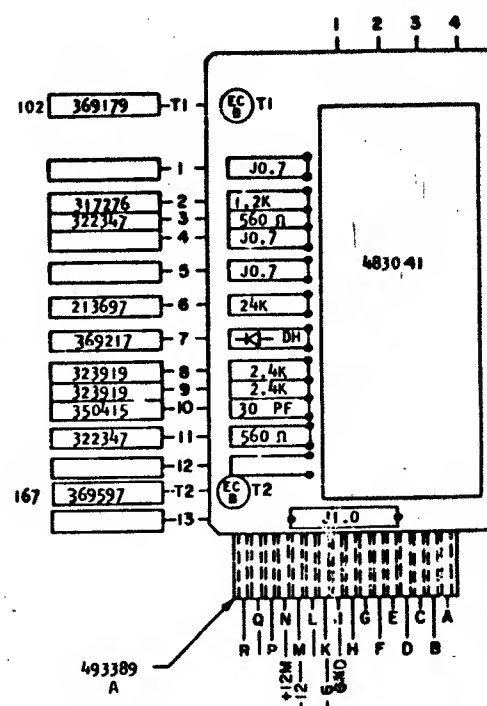 1 2 3 4
102 369179 T1 EC B T1
1 J0.7
317276 2 1.2K
322347 3 560 Ω
4 J0.7
5 J0.7
483041
213697 6 24K
369217 7 DH
323919 8 2.4K
323919 9 2.4K
350415 10 30 PF
322347 11 560 Ω
12
167 369597 T2 EC B T2
13 J1.0
Q N L I G E C A
R P M K H F D B
+12M
-12
-6
GND
493389
A